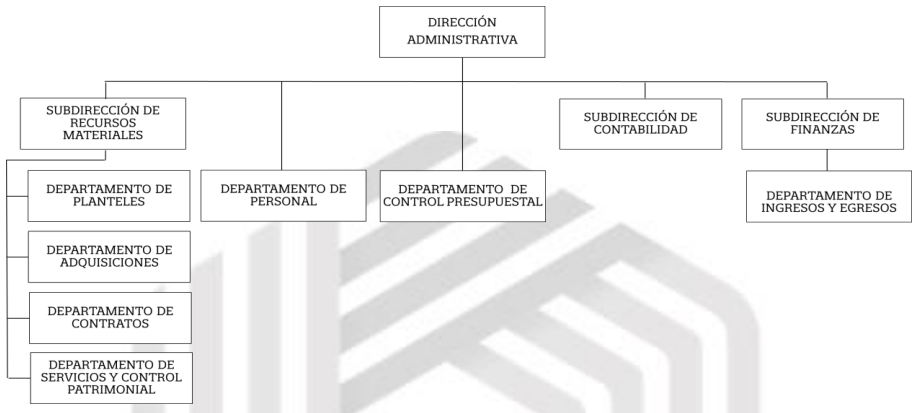 DIRECCIÓN
ADMINISTRATIVA
SUBDIRECCIÓN DE
RECURSOS
MATERIALES
SUBDIRECCIÓN DE
CONTABILIDAD
SUBDIRECCIÓN DE
FINANZAS
DEPARTAMENTO DE
PLANTELES
DEPARTAMENTO DE
PERSONAL
DEPARTAMENTO DE
CONTROL PRESUPUESTAL
DEPARTAMENTO DE
INGRESOS Y EGRESOS
DEPARTAMENTO DE
ADQUISICIONES
DEPARTAMENTO DE
CONTRATOS
DEPARTAMENTO DE
SERVICIOS Y CONTROL
PATRIMONIAL